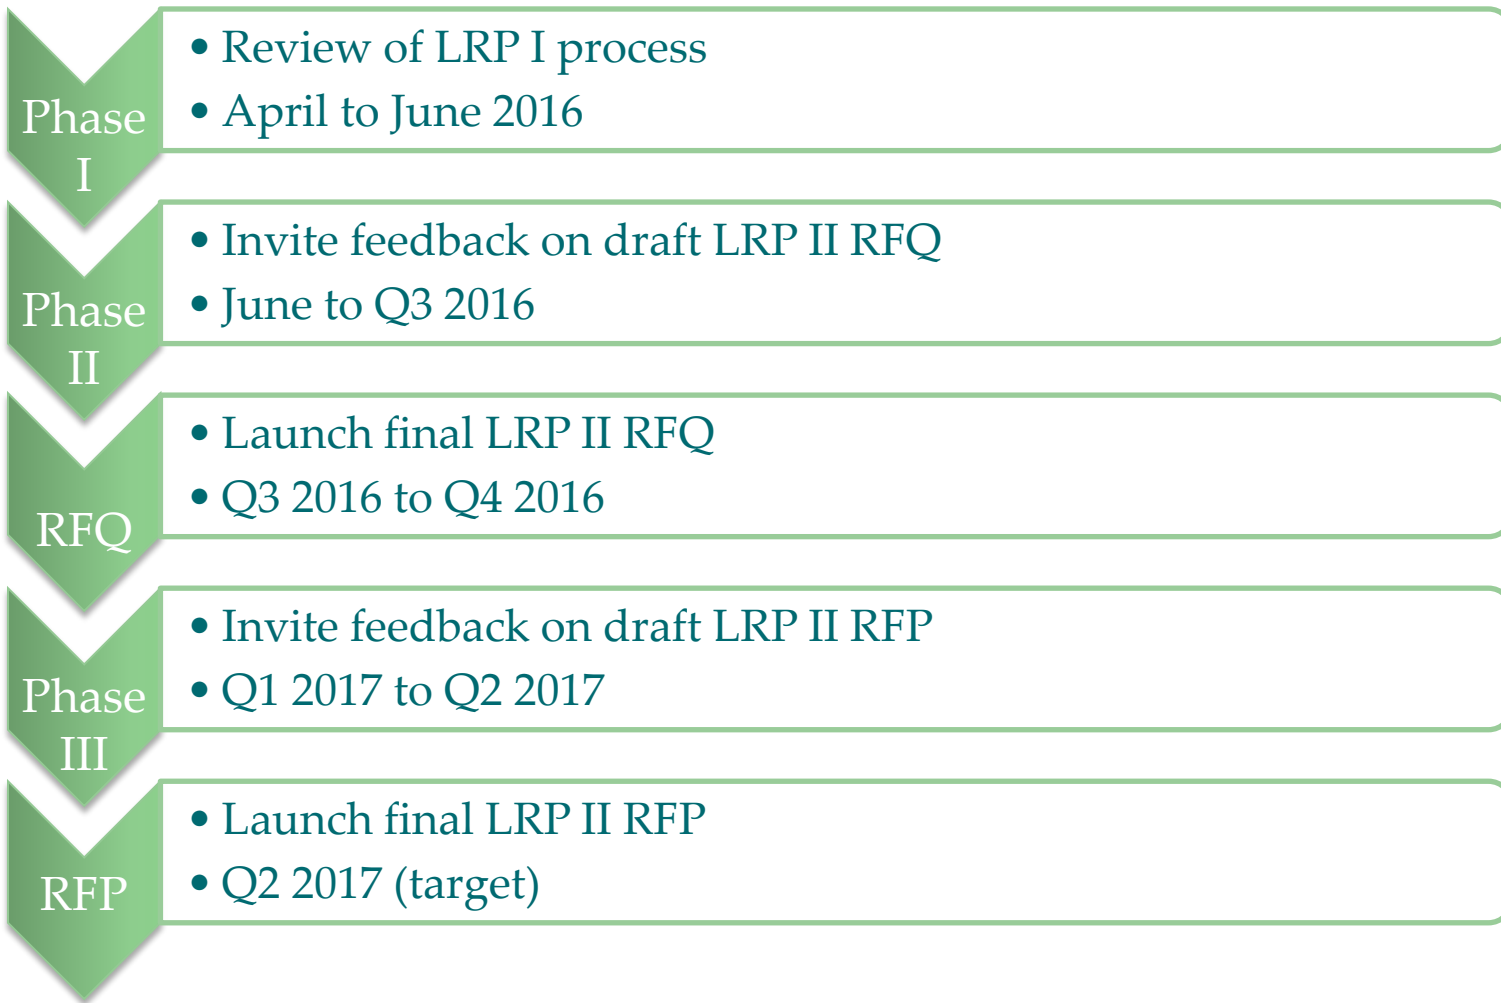 Phase
I
• Review of LRP I process
• April to June 2016
Phase
II
• Invite feedback on draft LRP II RFQ
• June to Q3 2016
RFQ
• Launch final LRP II RFQ
• Q3 2016 to Q4 2016
Phase
III
• Invite feedback on draft LRP II RFP
• Q1 2017 to Q2 2017
RFP
• Launch final LRP II RFP
• Q2 2017 (target)